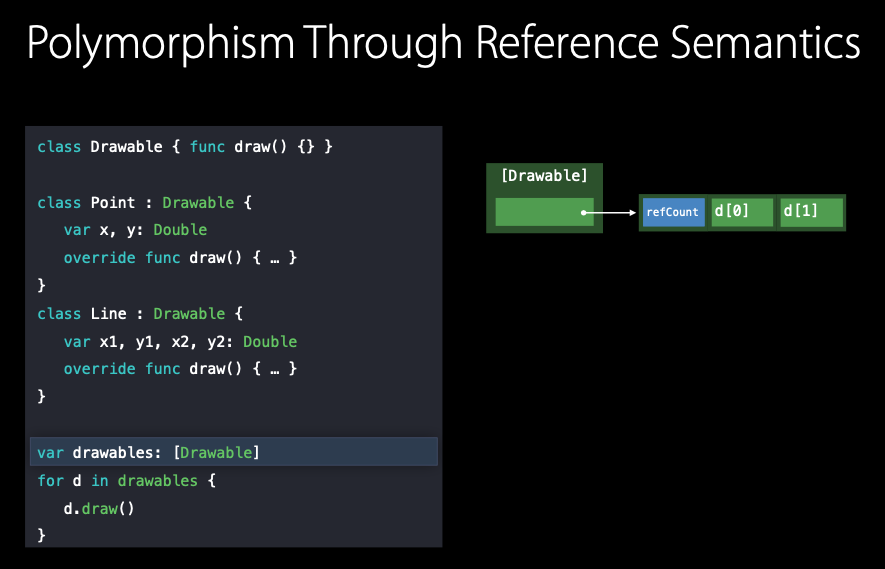 Polymorphism Through Reference Semantics
class Drawable { func draw() {} }
class Point : Drawable {
var x, y: Double
override func draw() { … }
}
class Line : Drawable {
var x1, y1, x2, y2: Double
override func draw() { … }
}
var drawables: [Drawable]
for d in drawables {
d.draw()
}
[Drawable]
refCount d[0] d[1]